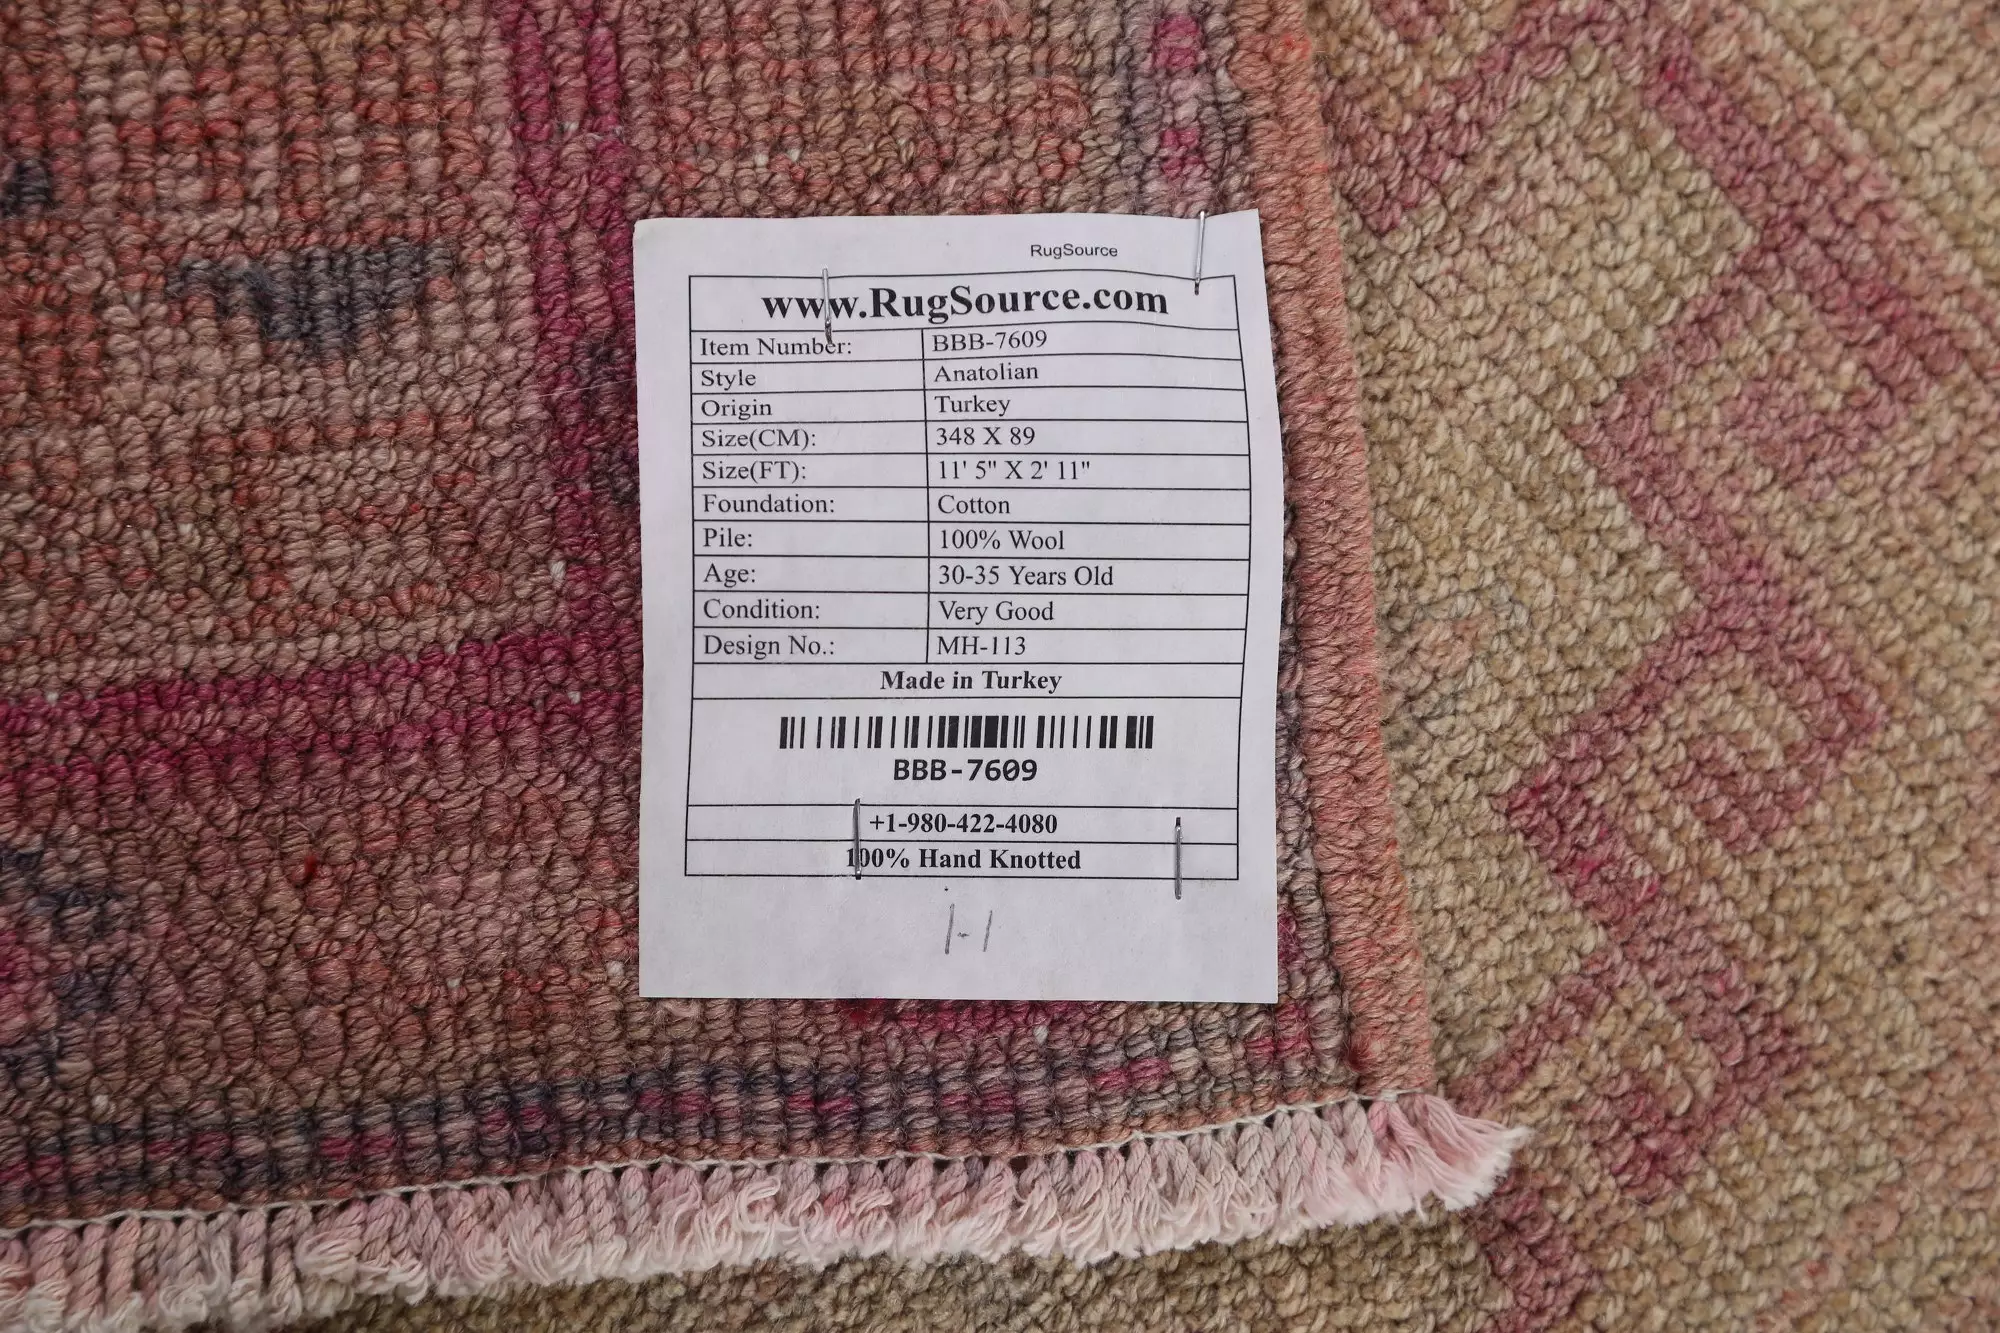 RugSource
www.RugSource.com
Item Number: BBB-7609
Style Anatolian
Origin Turkey
Size(CM): 348 X 89
Size(FT): 11' 5" X 2' 11"
Foundation: Cotton
Pile: 100% Wool
Age: 30-35 Years Old
Condition: Very Good
Design No.: MH-113
Made in Turkey
BBB-7609
+1-980-422-4080
100% Hand Knotted
1-1